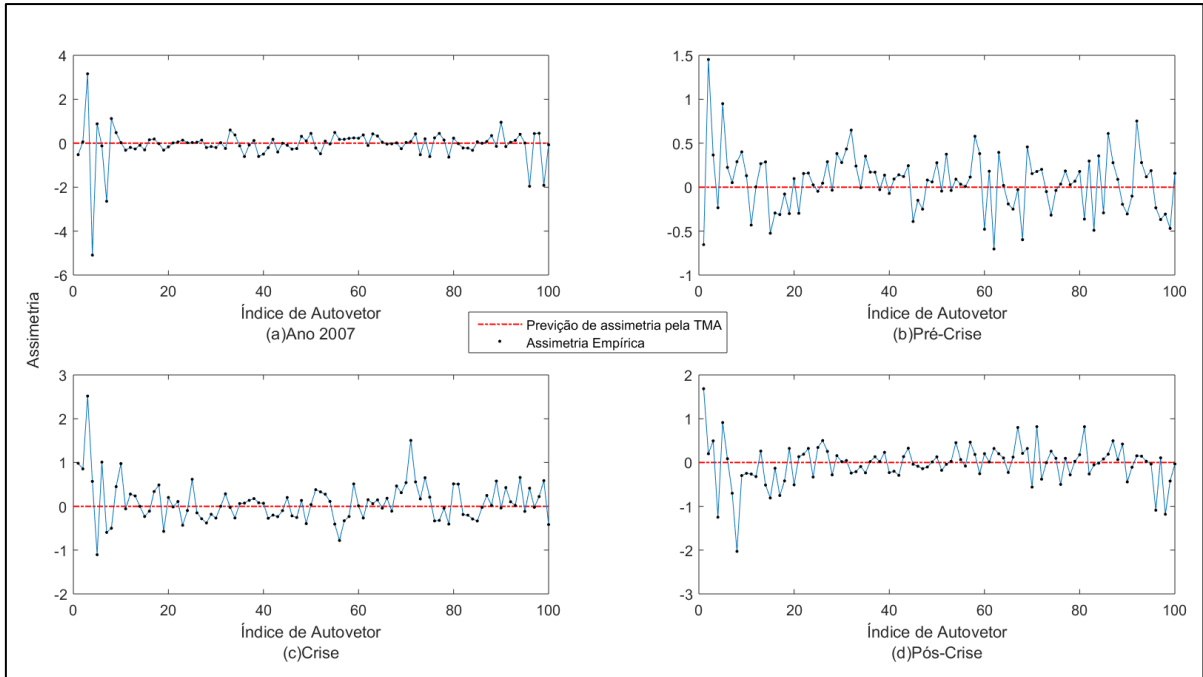 Assimetria
4
2
0
-2
-4
-6
0 20 40 60 80 100
Índice de Autovetor
(a)Ano 2007
1.5
1
0.5
0
-0.5
-1
0 20 40 60 80 100
Índice de Autovetor
(b)Pré-Crise
Previção de assimetria pela TMA
Assimetria Empírica
3
2
1
0
-1
-2
0 20 40 60 80 100
Índice de Autovetor
(c)Crise
2
1
0
-1
-2
-3
0 20 40 60 80 100
Índice de Autovetor
(d)Pós-Crise